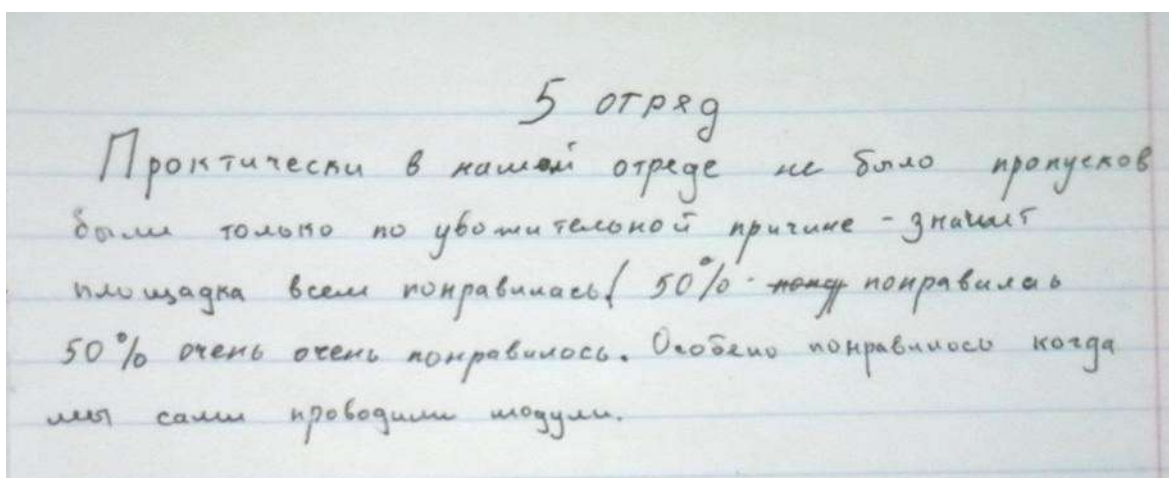 5 отряд
Проктически в нашей отреде не было пропусков
были только по увожительной причине - значит
площадка всем понравилась( 50% - понравилась
50% очень очень понравилось. Особено понравилось когда
мы сами проводили модули.